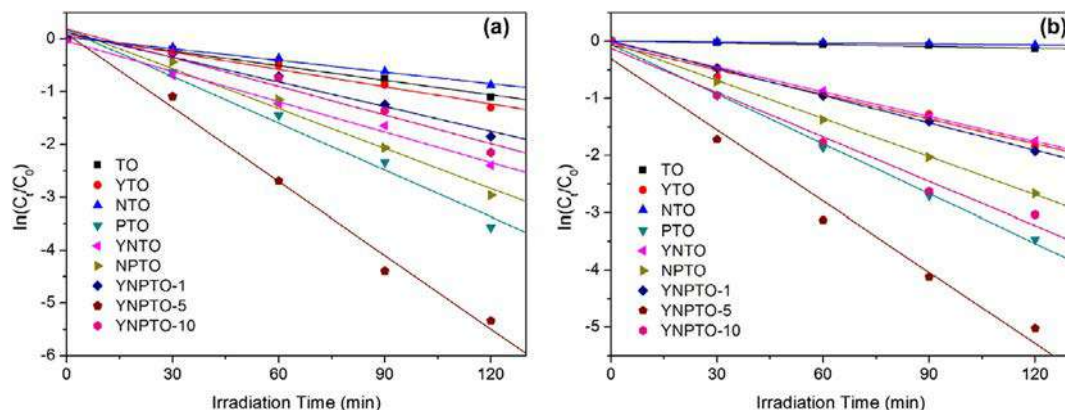 (a)
ln(Cₜ/C₀)
0
-1
-2
-3
-4
-5
-6
TO
YTO
NTO
PTO
YNTO
NPTO
YNPTO-1
YNPTO-5
YNPTO-10
0 30 60 90 120
Irradiation Time (min)
(b)
ln(Cₜ/C₀)
0
-1
-2
-3
-4
-5
TO
YTO
NTO
PTO
YNTO
NPTO
YNPTO-1
YNPTO-5
YNPTO-10
0 30 60 90 120
Irradiation Time (min)